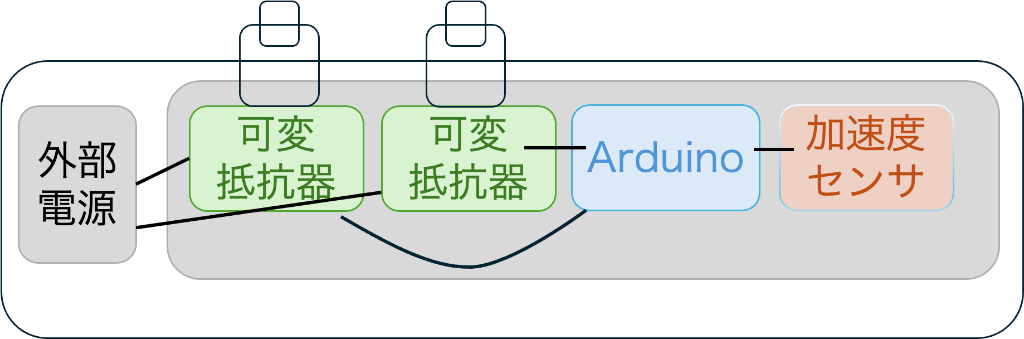 外部
電源
可変
抵抗器
可変
抵抗器
Arduino
加速度
センサ